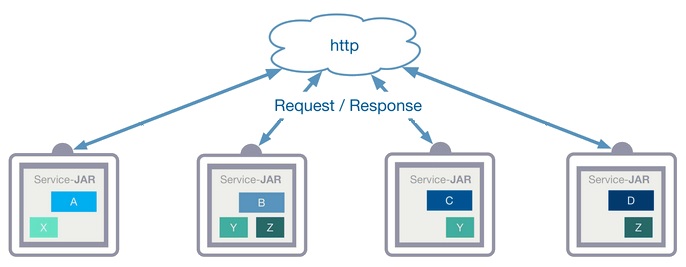 http
Request / Response
Service-JAR
A
X
Service-JAR
B
Y Z
Service-JAR
C
Y
Service-JAR
D
Z